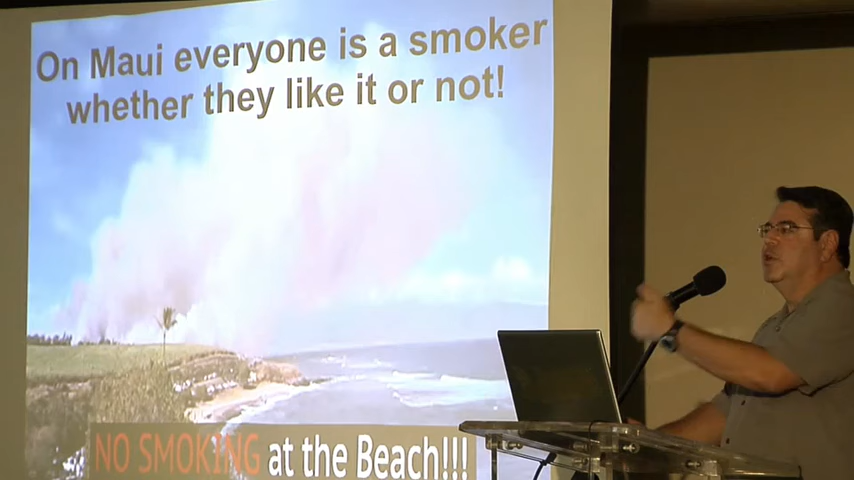 On Maui everyone is a smoker
whether they like it or not!
NO SMOKING at the Beach!!!